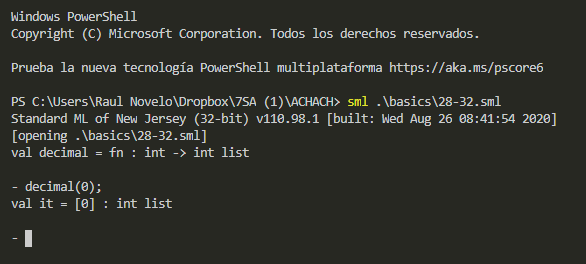 Windows PowerShell
Copyright (C) Microsoft Corporation. Todos los derechos reservados.
Prueba la nueva tecnología PowerShell multiplataforma https://aka.ms/pscore6
PS C:\Users\Raul Novelo\Dropbox\7SA (1)\ACHACH> sml .\basics\28-32.sml
Standard ML of New Jersey (32-bit) v110.98.1 [built: Wed Aug 26 08:41:54 2020]
[opening .\basics\28-32.sml]
val decimal = fn : int -> int list
- decimal(0);
val it = [0] : int list
-